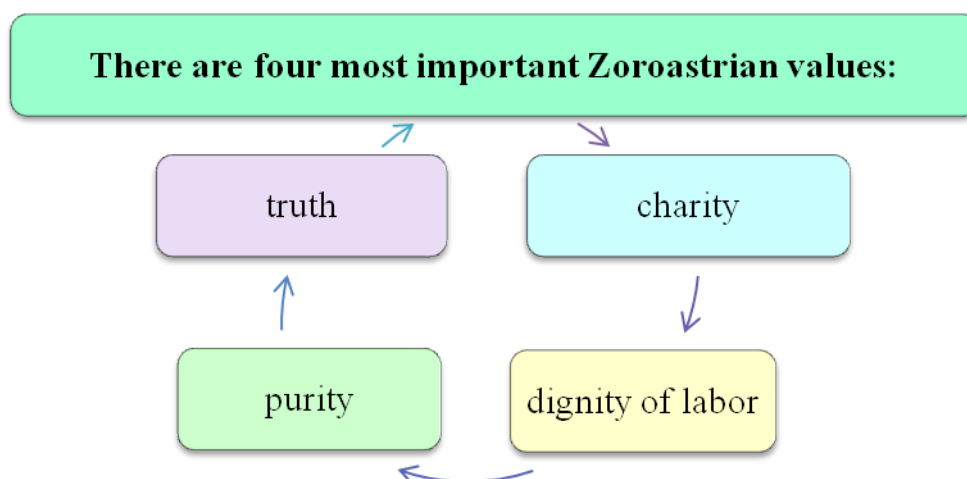 There are four most important Zoroastrian values:
truth
charity
purity
dignity of labor